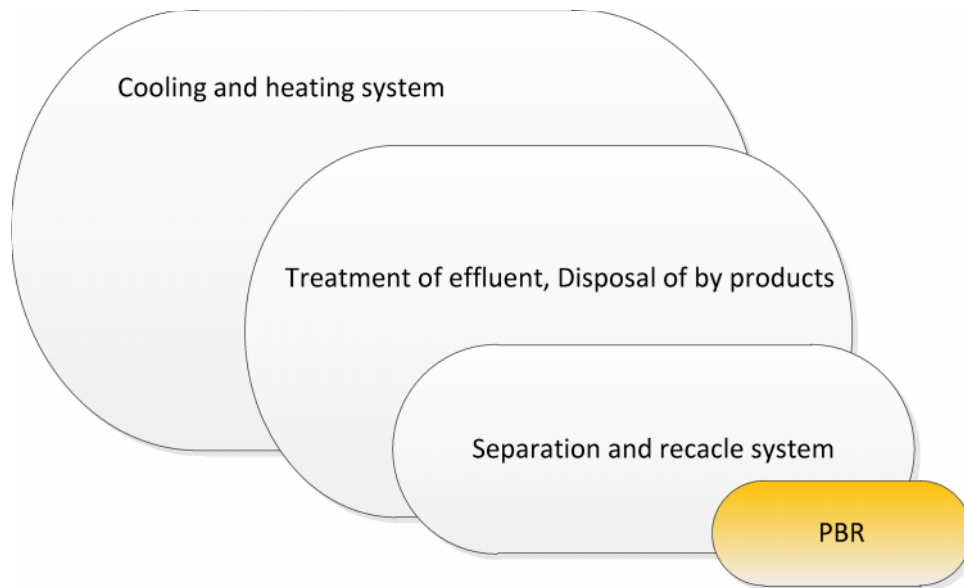 Cooling and heating system
Treatment of effluent, Disposal of by products
Separation and recacle system
PBR